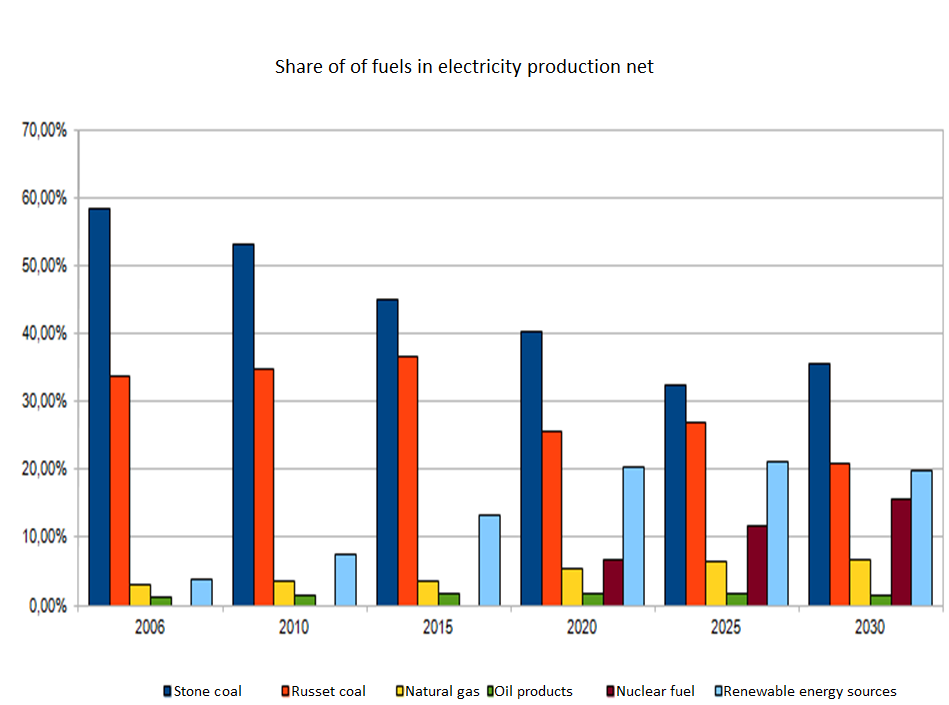 Share of of fuels in electricity production net
70,00%
60,00%
50,00%
40,00%
30,00%
20,00%
10,00%
0,00%
2006 2010 2015 2020 2025 2030
Stone coal Russet coal Natural gas Oil products Nuclear fuel Renewable energy sources